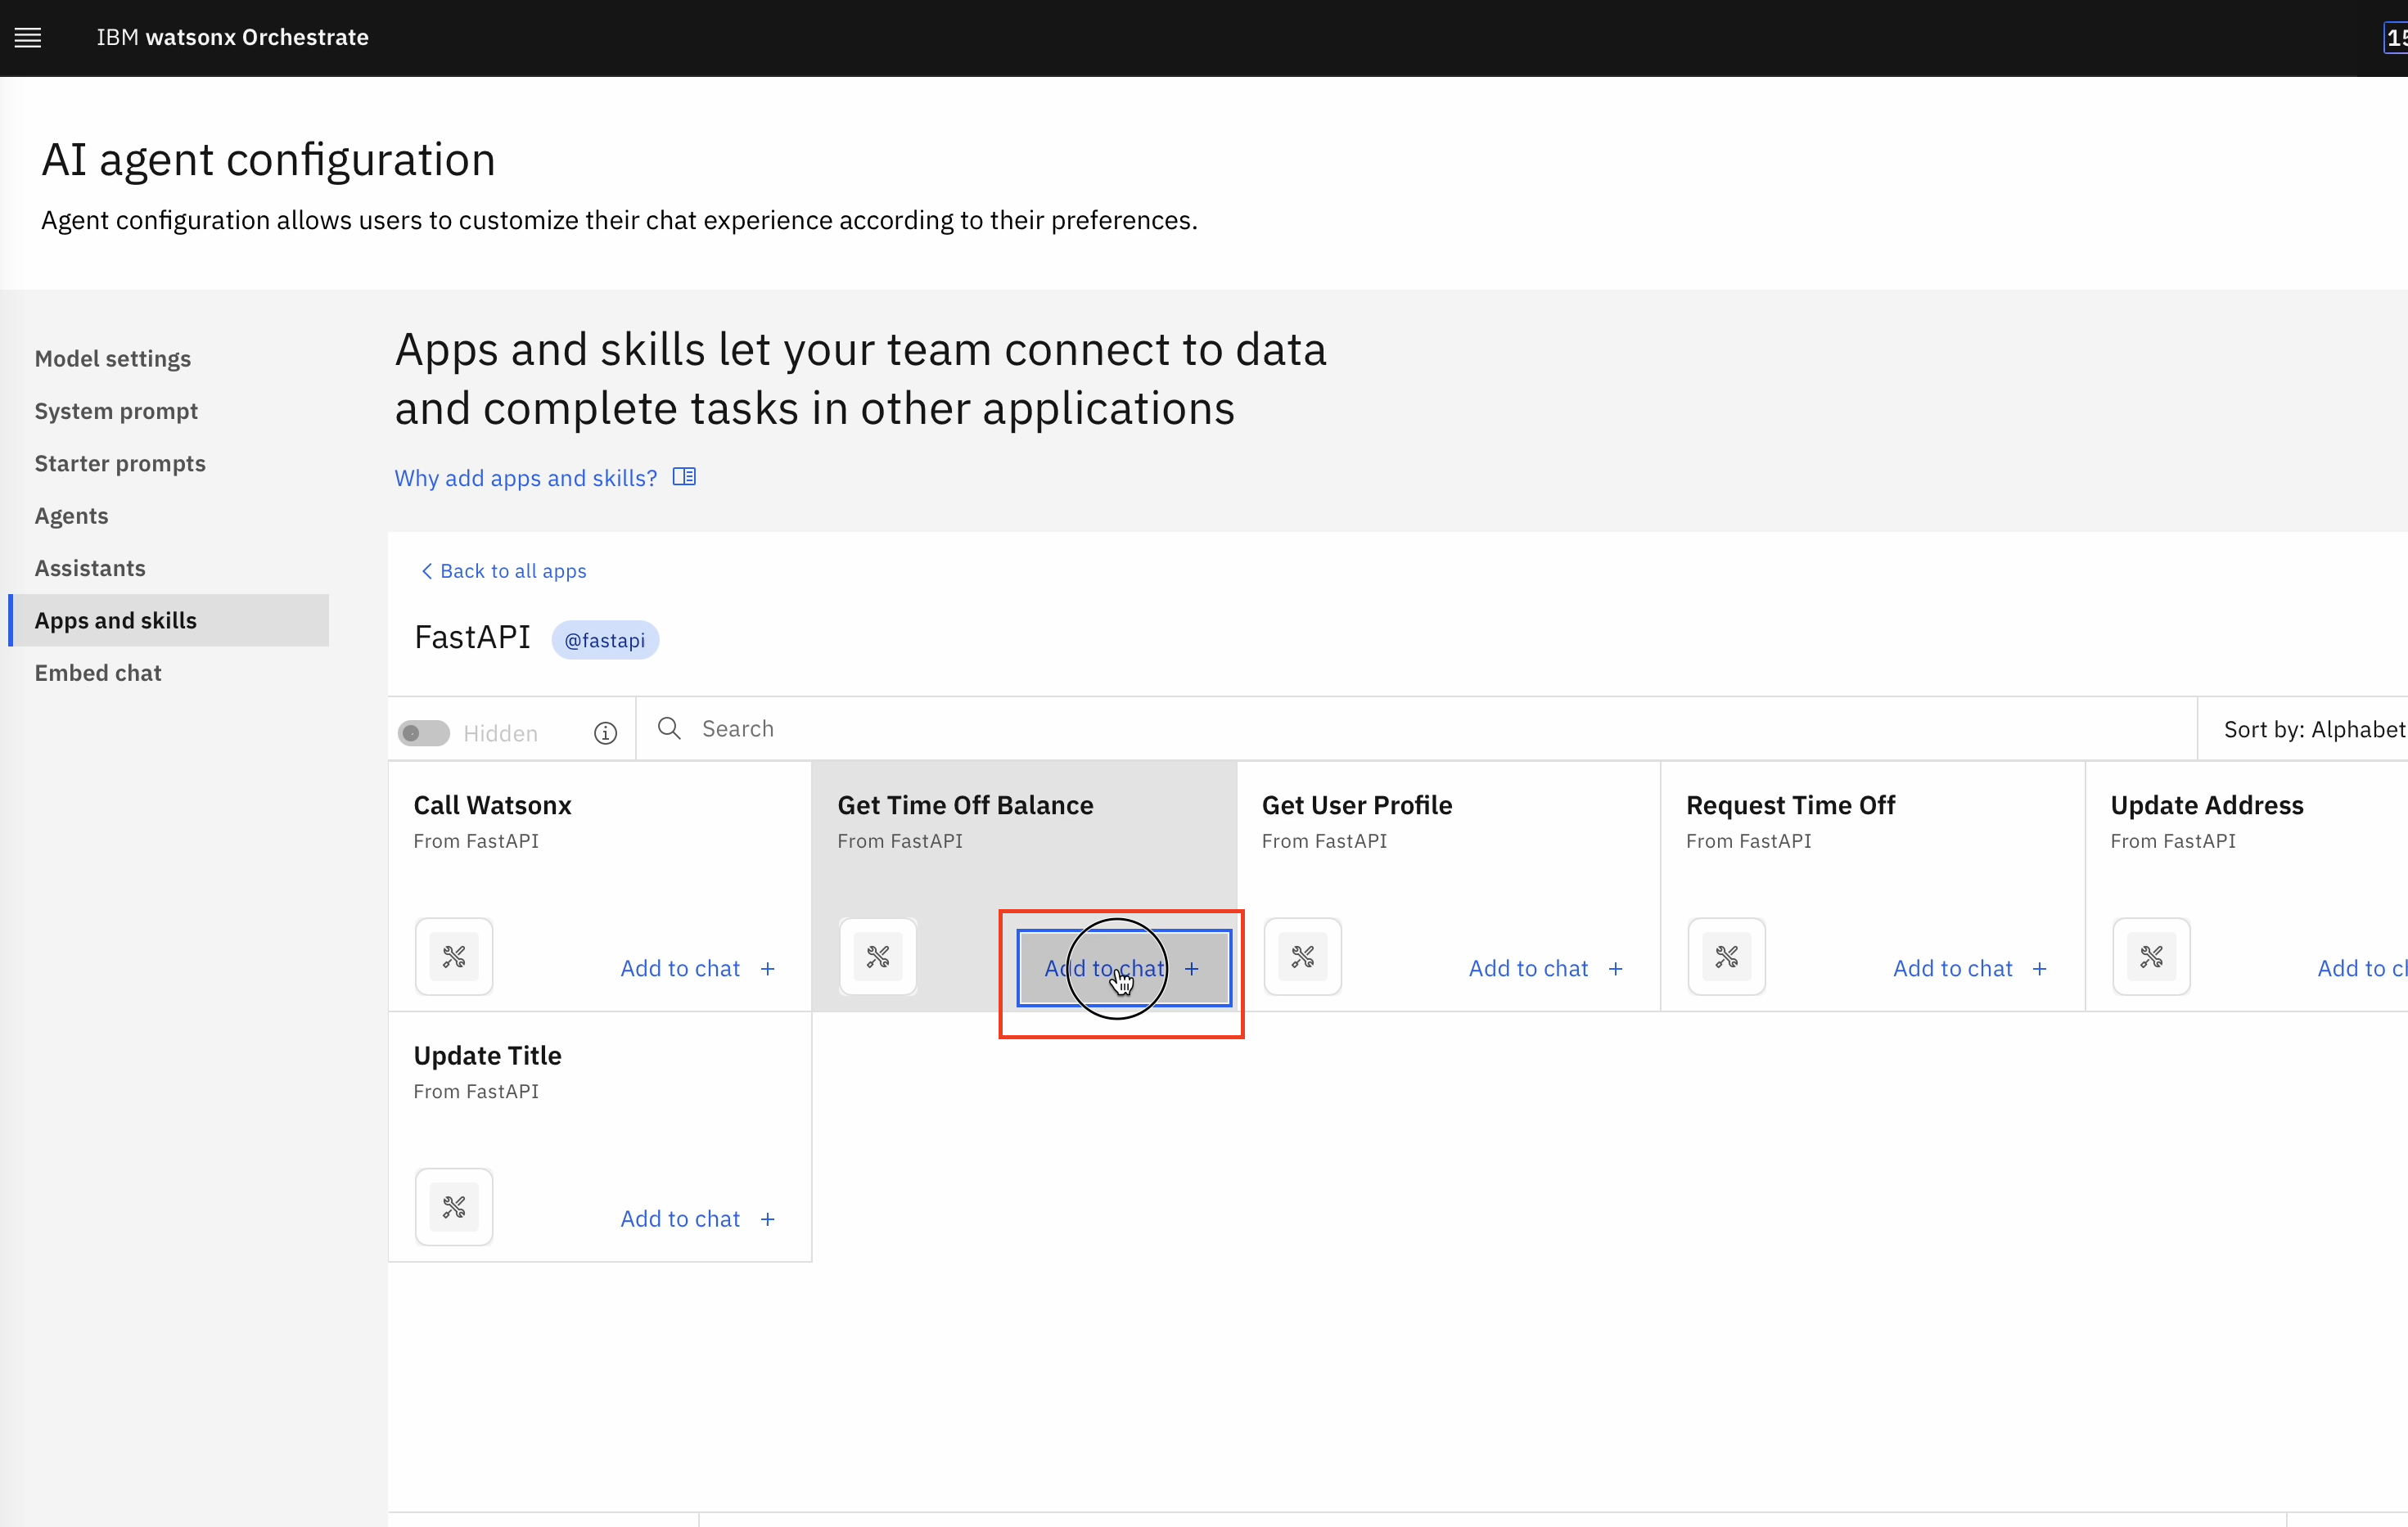 IBM watsonx Orchestrate
15
AI agent configuration
Agent configuration allows users to customize their chat experience according to their preferences.
Model settings
System prompt
Starter prompts
Agents
Assistants
Apps and skills
Embed chat
Apps and skills let your team connect to data
and complete tasks in other applications
Why add apps and skills?
Back to all apps
FastAPI @fastapi
Hidden
Search
Sort by: Alphabet
Call Watsonx
From FastAPI
Add to chat +
Get Time Off Balance
From FastAPI
Add to chat +
Get User Profile
From FastAPI
Add to chat +
Request Time Off
From FastAPI
Add to chat +
Update Address
From FastAPI
Add to
Update Title
From FastAPI
Add to chat +